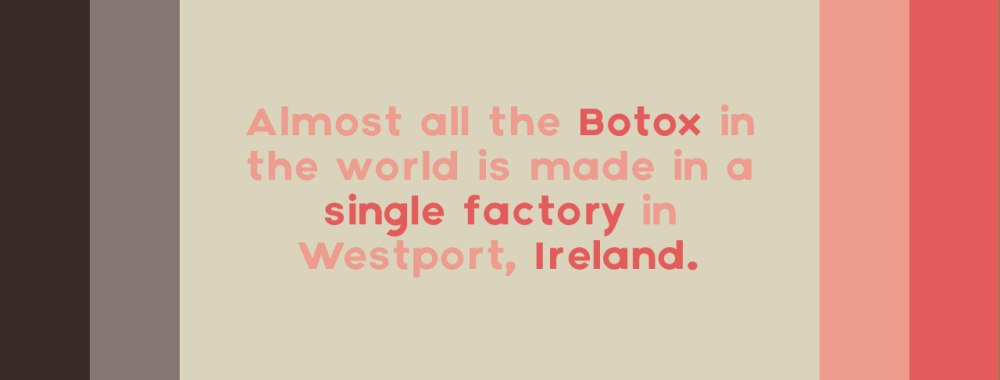 Almost all the Botox in
the world is made in a
single factory in
Westport, Ireland.